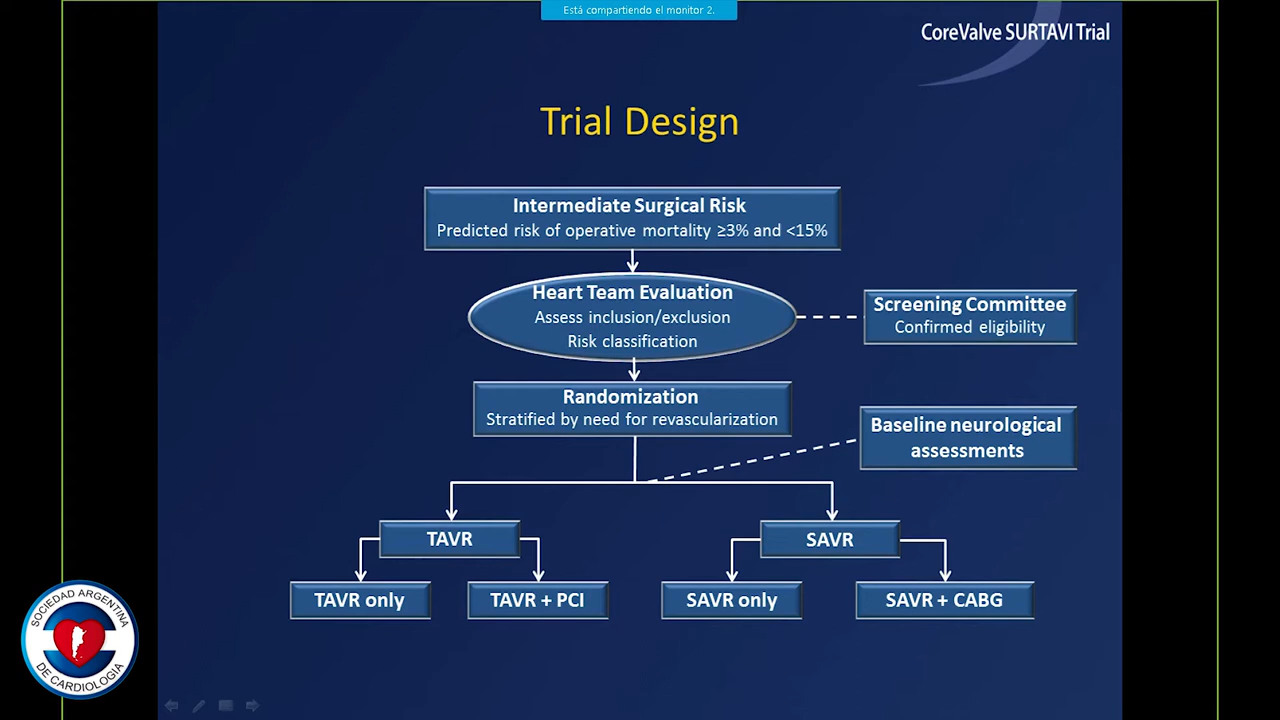 Está compartiendo el monitor 2.
CoreValve SURTAVI Trial
Trial Design
Intermediate Surgical Risk
Predicted risk of operative mortality ≥3% and <15%
Heart Team Evaluation
Assess inclusion/exclusion
Risk classification
Screening Committee
Confirmed eligibility
Randomization
Stratified by need for revascularization
Baseline neurological
assessments
TAVR
SAVR
TAVR only
TAVR + PCI
SAVR only
SAVR + CABG
SOCIEDAD ARGENTINA
DE CARDIOLOGIA